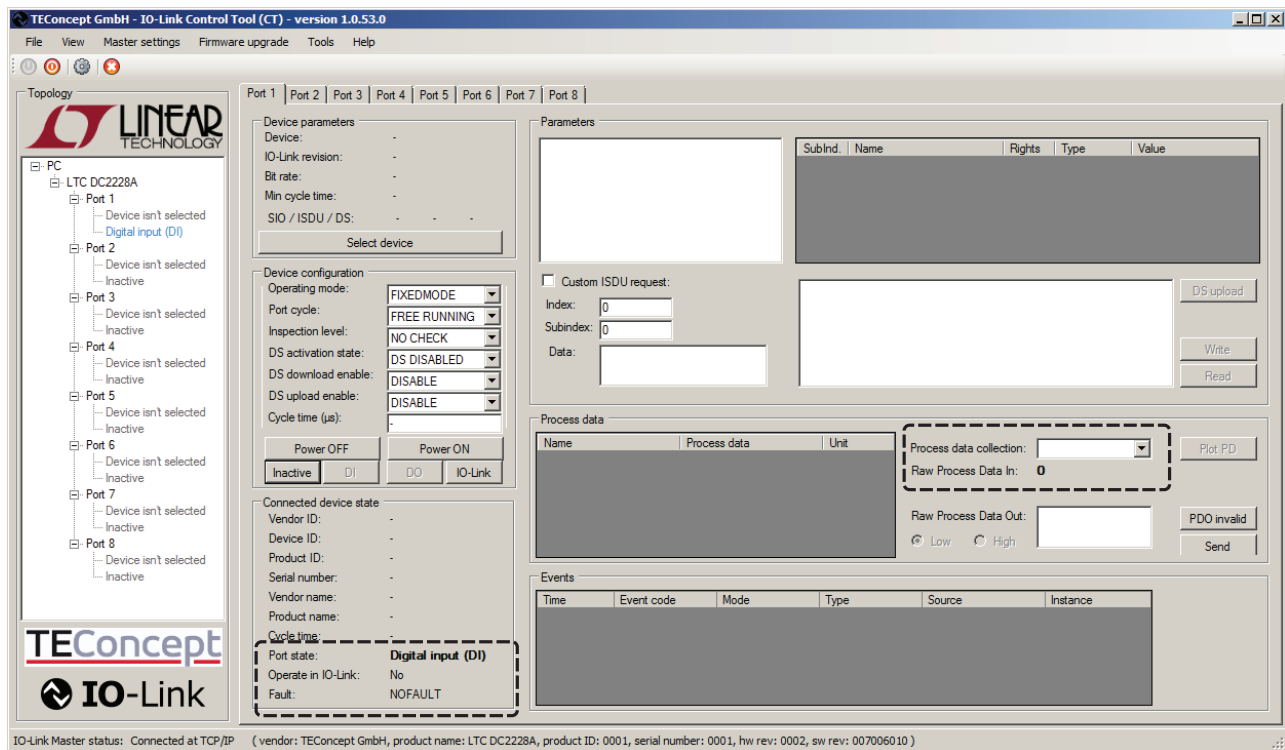 TEConcept GmbH - IO-Link Control Tool (CT) - version 1.0.53.0
File View Master settings Firmware upgrade Tools Help
Topology
LINEAR
TECHNOLOGY
PC
LTC DC2228A
Port 1
Device isn't selected
Digital input (DI)
Port 2
Device isn't selected
Inactive
Port 3
Device isn't selected
Inactive
Port 4
Device isn't selected
Inactive
Port 5
Device isn't selected
Inactive
Port 6
Device isn't selected
Inactive
Port 7
Device isn't selected
Inactive
Port 8
Device isn't selected
Inactive
TEConcept
IO-Link
Port 1 Port 2 Port 3 Port 4 Port 5 Port 6 Port 7 Port 8
Device parameters
Device: -
IO-Link revision: -
Bit rate: -
Min cycle time: -
SIO / ISDU / DS: - - -
Select device
Device configuration
Operating mode: FIXEDMODE
Port cycle: FREE RUNNING
Inspection level: NO CHECK
DS activation state: DS DISABLED
DS download enable: DISABLE
DS upload enable: DISABLE
Cycle time (µs): -
Power OFF Power ON
Inactive DI DO IO-Link
Connected device state
Vendor ID: -
Device ID: -
Product ID: -
Serial number: -
Vendor name: -
Product name: -
Cycle time: -
Port state: Digital input (DI)
Operate in IO-Link: No
Fault: NOFAULT
Parameters
SubInd. Name Rights Type Value
Custom ISDU request:
Index: 0
Subindex: 0
Data:
DS upload
Write
Read
Process data
Name Process data Unit
Process data collection:
Raw Process Data In: 0
Plot PD
Raw Process Data Out:
Low High
PDO invalid
Send
Events
Time Event code Mode Type Source Instance
IO-Link Master status: Connected at TCP/IP ( vendor: TEConcept GmbH, product name: LTC DC2228A, product ID: 0001, serial number: 0001, hw rev: 0002, sw rev: 007006010 )